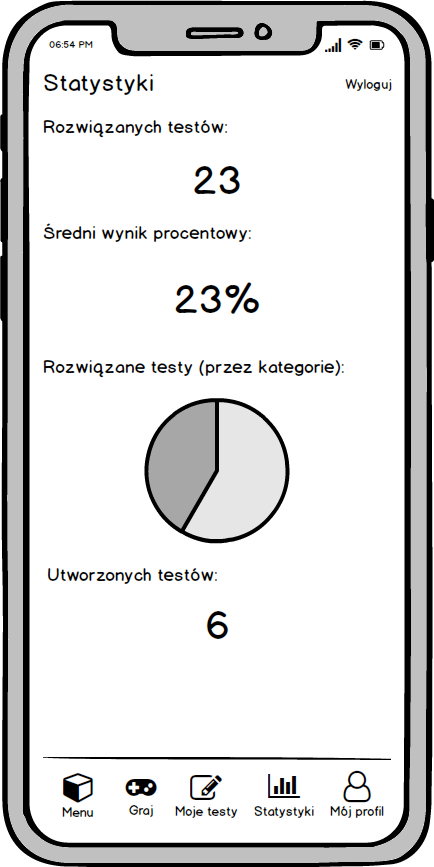 06:54 PM
Statystyki
Wyloguj
Rozwiązanych testów:
23
Średni wynik procentowy:
23%
Rozwiązane testy (przez kategorie):
Utworzonych testów:
6
Menu
Graj
Moje testy
Statystyki
Mój profil